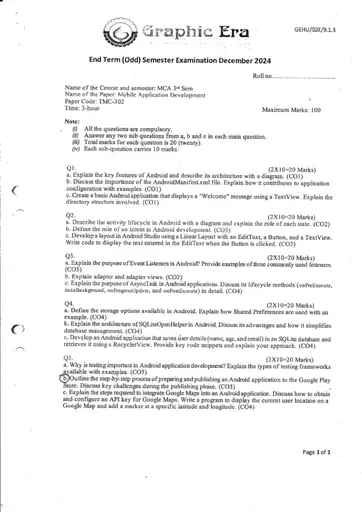 Graphic Era
GEHU/02E/9.1.3
End Term (Odd) Semester Examination December 2024
Roll no.
Name of the Course and semester: MCA 3rd Sem
Name of the Paper: Mobile Application Development
Paper Code: TMC-302
Time: 3-hour
Maximum Marks: 100
Note:
(i) All the questions are compulsory.
(ii) Answer any two sub questions from a, b and c in each main question.
(iii) Total marks for each question is 20 (twenty).
(iv) Each sub-question carries 10 marks.
Q1. (2X10=20 Marks)
a. Explain the key features of Android and describe its architecture with a diagram. (CO1)
b. Discuss the importance of the AndroidManifest.xml file. Explain how it contributes to application
configuration with examples. (CO1)
c. Create a basic Android application that displays a "Welcome" message using a TextView. Explain the
directory structure involved. (CO1)
Q2. (2X10=20 Marks)
a. Describe the activity lifecycle in Android with a diagram and explain the role of each state. (CO2)
b. Define the role of an Intent in Android development. (CO3)
c. Develop a layout in Android Studio using a Linear Layout with an EditText, a Button, and a TextView.
Write code to display the text entered in the EditText when the Button is clicked. (CO2)
Q3. (2X10=20 Marks)
a. Explain the purpose of Event Listeners in Android? Provide examples of three commonly used listeners.
(CO3)
b. Explain adapter and adapter views. (CO2)
c. Explain the purpose of AsyncTask in Android applications. Discuss its lifecycle methods (onPreExecute,
doInBackground, onProgressUpdate, and onPostExecute) in detail. (CO4)
Q4. (2X10=20 Marks)
a. Define the storage options available in Android. Explain how Shared Preferences are used with an
example. (CO4)
b. Explain the architecture of SQLiteOpenHelper in Android. Discuss its advantages and how it simplifies
database management. (CO4)
c. Develop an Android application that saves user details (name, age, and email) in an SQLite database and
retrieves it using a RecyclerView. Provide key code snippets and explain your approach. (CO4)
Q5. (2X10=20 Marks)
a. Why is testing important in Android application development? Explain the types of testing frameworks
available with examples. (CO5)
b. Outline the step-by-step process of preparing and publishing an Android application to the Google Play
Store. Discuss key challenges during the publishing phase. (CO5)
c. Explain the steps required to integrate Google Maps into an Android application. Discuss how to obtain
and configure an API key for Google Maps. Write a program to display the current user location on a
Google Map and add a marker at a specific latitude and longitude. (CO4)
Page 1 of 1